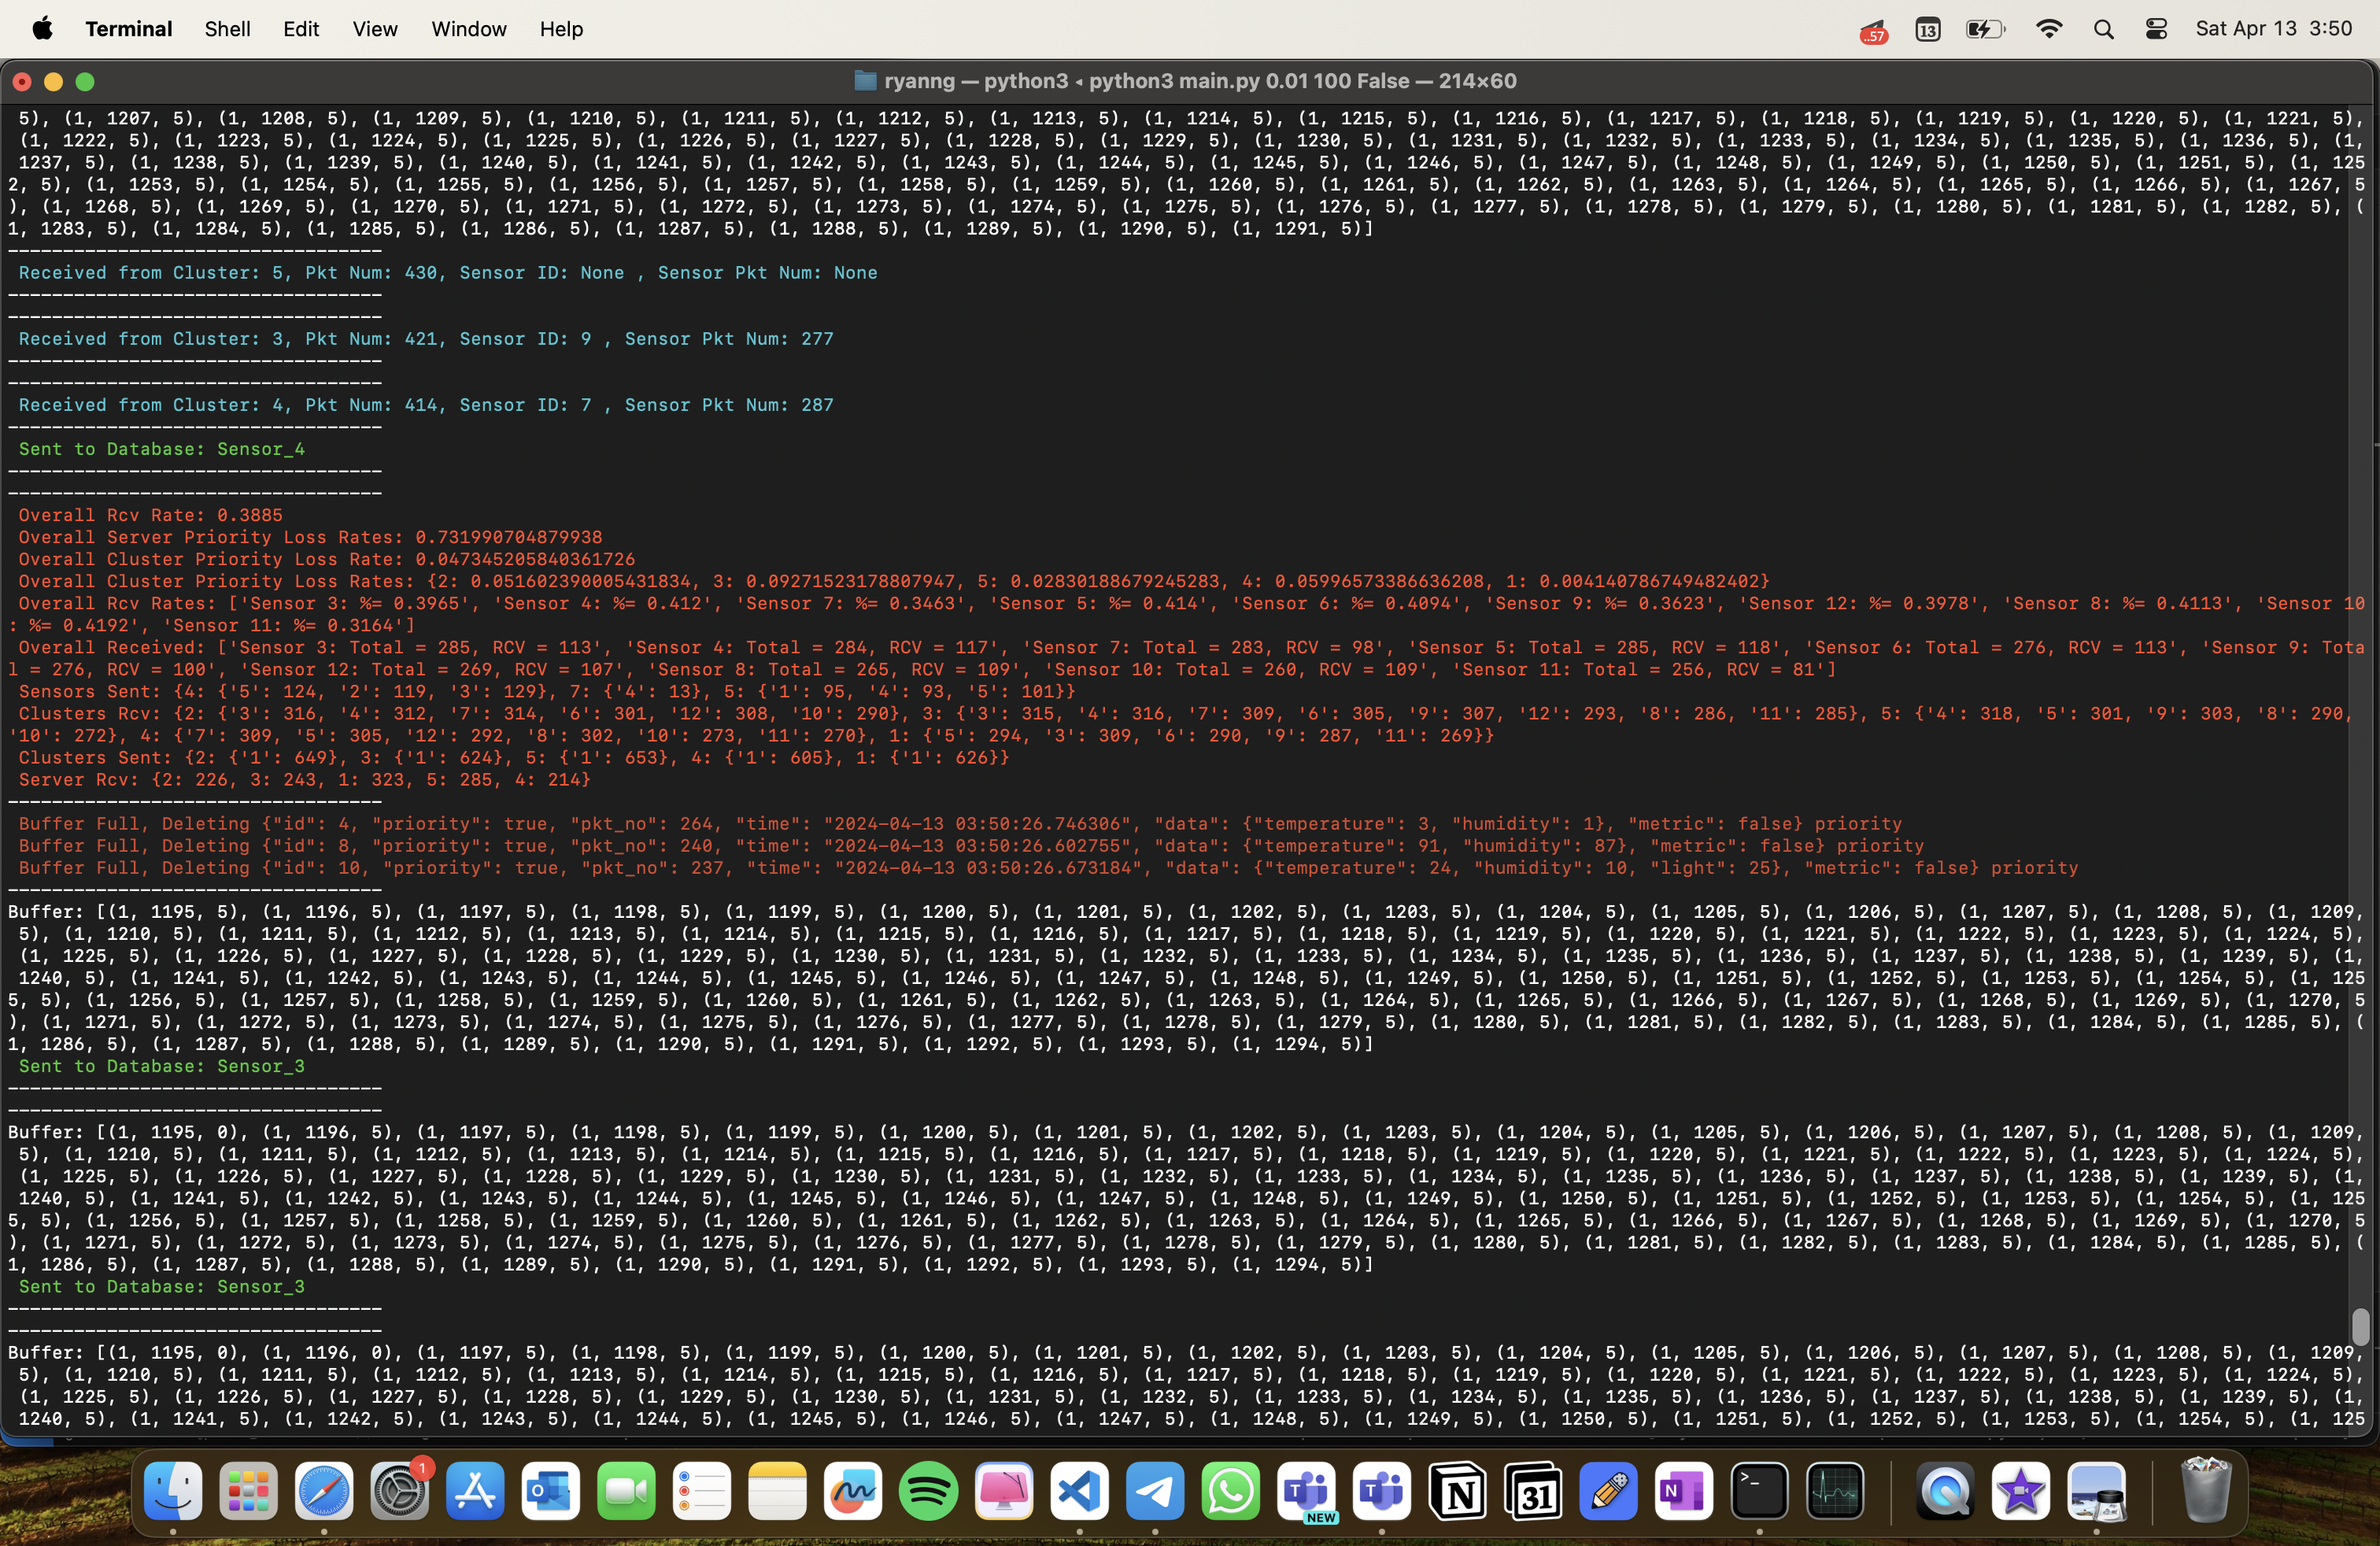 Terminal Shell Edit View Window Help ..57 13 Sat Apr 13 3:50
ryanng — python3 ◂ python3 main.py 0.01 100 False — 214×60
5), (1, 1207, 5), (1, 1208, 5), (1, 1209, 5), (1, 1210, 5), (1, 1211, 5), (1, 1212, 5), (1, 1213, 5), (1, 1214, 5), (1, 1215, 5), (1, 1216, 5), (1, 1217, 5), (1, 1218, 5), (1, 1219, 5), (1, 1220, 5), (1, 1221, 5),
(1, 1222, 5), (1, 1223, 5), (1, 1224, 5), (1, 1225, 5), (1, 1226, 5), (1, 1227, 5), (1, 1228, 5), (1, 1229, 5), (1, 1230, 5), (1, 1231, 5), (1, 1232, 5), (1, 1233, 5), (1, 1234, 5), (1, 1235, 5), (1, 1236, 5), (1,
1237, 5), (1, 1238, 5), (1, 1239, 5), (1, 1240, 5), (1, 1241, 5), (1, 1242, 5), (1, 1243, 5), (1, 1244, 5), (1, 1245, 5), (1, 1246, 5), (1, 1247, 5), (1, 1248, 5), (1, 1249, 5), (1, 1250, 5), (1, 1251, 5), (1, 125
2, 5), (1, 1253, 5), (1, 1254, 5), (1, 1255, 5), (1, 1256, 5), (1, 1257, 5), (1, 1258, 5), (1, 1259, 5), (1, 1260, 5), (1, 1261, 5), (1, 1262, 5), (1, 1263, 5), (1, 1264, 5), (1, 1265, 5), (1, 1266, 5), (1, 1267, 5
), (1, 1268, 5), (1, 1269, 5), (1, 1270, 5), (1, 1271, 5), (1, 1272, 5), (1, 1273, 5), (1, 1274, 5), (1, 1275, 5), (1, 1276, 5), (1, 1277, 5), (1, 1278, 5), (1, 1279, 5), (1, 1280, 5), (1, 1281, 5), (1, 1282, 5), (
1, 1283, 5), (1, 1284, 5), (1, 1285, 5), (1, 1286, 5), (1, 1287, 5), (1, 1288, 5), (1, 1289, 5), (1, 1290, 5), (1, 1291, 5)]
----------------------------------
Received from Cluster: 5, Pkt Num: 430, Sensor ID: None , Sensor Pkt Num: None
----------------------------------
----------------------------------
Received from Cluster: 3, Pkt Num: 421, Sensor ID: 9 , Sensor Pkt Num: 277
----------------------------------
----------------------------------
Received from Cluster: 4, Pkt Num: 414, Sensor ID: 7 , Sensor Pkt Num: 287
----------------------------------
Sent to Database: Sensor_4
----------------------------------
----------------------------------
Overall Rcv Rate: 0.3885
Overall Server Priority Loss Rates: 0.731990704879938
Overall Cluster Priority Loss Rate: 0.047345205840361726
Overall Cluster Priority Loss Rates: {2: 0.051602390005431834, 3: 0.09271523178807947, 5: 0.02830188679245283, 4: 0.05996573386636208, 1: 0.004140786749482402}
Overall Rcv Rates: ['Sensor 3: %= 0.3965', 'Sensor 4: %= 0.412', 'Sensor 7: %= 0.3463', 'Sensor 5: %= 0.414', 'Sensor 6: %= 0.4094', 'Sensor 9: %= 0.3623', 'Sensor 12: %= 0.3978', 'Sensor 8: %= 0.4113', 'Sensor 10
: %= 0.4192', 'Sensor 11: %= 0.3164']
Overall Received: ['Sensor 3: Total = 285, RCV = 113', 'Sensor 4: Total = 284, RCV = 117', 'Sensor 7: Total = 283, RCV = 98', 'Sensor 5: Total = 285, RCV = 118', 'Sensor 6: Total = 276, RCV = 113', 'Sensor 9: Tota
l = 276, RCV = 100', 'Sensor 12: Total = 269, RCV = 107', 'Sensor 8: Total = 265, RCV = 109', 'Sensor 10: Total = 260, RCV = 109', 'Sensor 11: Total = 256, RCV = 81']
Sensors Sent: {4: {'5': 124, '2': 119, '3': 129}, 7: {'4': 13}, 5: {'1': 95, '4': 93, '5': 101}}
Clusters Rcv: {2: {'3': 316, '4': 312, '7': 314, '6': 301, '12': 308, '10': 290}, 3: {'3': 315, '4': 316, '7': 309, '6': 305, '9': 307, '12': 293, '8': 286, '11': 285}, 5: {'4': 318, '5': 301, '9': 303, '8': 290,
'10': 272}, 4: {'7': 309, '5': 305, '12': 292, '8': 302, '10': 273, '11': 270}, 1: {'5': 294, '3': 309, '6': 290, '9': 287, '11': 269}}
Clusters Sent: {2: {'1': 649}, 3: {'1': 624}, 5: {'1': 653}, 4: {'1': 605}, 1: {'1': 626}}
Server Rcv: {2: 226, 3: 243, 1: 323, 5: 285, 4: 214}
----------------------------------
Buffer Full, Deleting {"id": 4, "priority": true, "pkt_no": 264, "time": "2024-04-13 03:50:26.746306", "data": {"temperature": 3, "humidity": 1}, "metric": false} priority
Buffer Full, Deleting {"id": 8, "priority": true, "pkt_no": 240, "time": "2024-04-13 03:50:26.602755", "data": {"temperature": 91, "humidity": 87}, "metric": false} priority
Buffer Full, Deleting {"id": 10, "priority": true, "pkt_no": 237, "time": "2024-04-13 03:50:26.673184", "data": {"temperature": 24, "humidity": 10, "light": 25}, "metric": false} priority
----------------------------------
Buffer: [(1, 1195, 5), (1, 1196, 5), (1, 1197, 5), (1, 1198, 5), (1, 1199, 5), (1, 1200, 5), (1, 1201, 5), (1, 1202, 5), (1, 1203, 5), (1, 1204, 5), (1, 1205, 5), (1, 1206, 5), (1, 1207, 5), (1, 1208, 5), (1, 1209,
5), (1, 1210, 5), (1, 1211, 5), (1, 1212, 5), (1, 1213, 5), (1, 1214, 5), (1, 1215, 5), (1, 1216, 5), (1, 1217, 5), (1, 1218, 5), (1, 1219, 5), (1, 1220, 5), (1, 1221, 5), (1, 1222, 5), (1, 1223, 5), (1, 1224, 5),
(1, 1225, 5), (1, 1226, 5), (1, 1227, 5), (1, 1228, 5), (1, 1229, 5), (1, 1230, 5), (1, 1231, 5), (1, 1232, 5), (1, 1233, 5), (1, 1234, 5), (1, 1235, 5), (1, 1236, 5), (1, 1237, 5), (1, 1238, 5), (1, 1239, 5), (1,
1240, 5), (1, 1241, 5), (1, 1242, 5), (1, 1243, 5), (1, 1244, 5), (1, 1245, 5), (1, 1246, 5), (1, 1247, 5), (1, 1248, 5), (1, 1249, 5), (1, 1250, 5), (1, 1251, 5), (1, 1252, 5), (1, 1253, 5), (1, 1254, 5), (1, 125
5, 5), (1, 1256, 5), (1, 1257, 5), (1, 1258, 5), (1, 1259, 5), (1, 1260, 5), (1, 1261, 5), (1, 1262, 5), (1, 1263, 5), (1, 1264, 5), (1, 1265, 5), (1, 1266, 5), (1, 1267, 5), (1, 1268, 5), (1, 1269, 5), (1, 1270, 5
), (1, 1271, 5), (1, 1272, 5), (1, 1273, 5), (1, 1274, 5), (1, 1275, 5), (1, 1276, 5), (1, 1277, 5), (1, 1278, 5), (1, 1279, 5), (1, 1280, 5), (1, 1281, 5), (1, 1282, 5), (1, 1283, 5), (1, 1284, 5), (1, 1285, 5), (
1, 1286, 5), (1, 1287, 5), (1, 1288, 5), (1, 1289, 5), (1, 1290, 5), (1, 1291, 5), (1, 1292, 5), (1, 1293, 5), (1, 1294, 5)]
Sent to Database: Sensor_3
----------------------------------
----------------------------------
Buffer: [(1, 1195, 0), (1, 1196, 5), (1, 1197, 5), (1, 1198, 5), (1, 1199, 5), (1, 1200, 5), (1, 1201, 5), (1, 1202, 5), (1, 1203, 5), (1, 1204, 5), (1, 1205, 5), (1, 1206, 5), (1, 1207, 5), (1, 1208, 5), (1, 1209,
5), (1, 1210, 5), (1, 1211, 5), (1, 1212, 5), (1, 1213, 5), (1, 1214, 5), (1, 1215, 5), (1, 1216, 5), (1, 1217, 5), (1, 1218, 5), (1, 1219, 5), (1, 1220, 5), (1, 1221, 5), (1, 1222, 5), (1, 1223, 5), (1, 1224, 5),
(1, 1225, 5), (1, 1226, 5), (1, 1227, 5), (1, 1228, 5), (1, 1229, 5), (1, 1230, 5), (1, 1231, 5), (1, 1232, 5), (1, 1233, 5), (1, 1234, 5), (1, 1235, 5), (1, 1236, 5), (1, 1237, 5), (1, 1238, 5), (1, 1239, 5), (1,
1240, 5), (1, 1241, 5), (1, 1242, 5), (1, 1243, 5), (1, 1244, 5), (1, 1245, 5), (1, 1246, 5), (1, 1247, 5), (1, 1248, 5), (1, 1249, 5), (1, 1250, 5), (1, 1251, 5), (1, 1252, 5), (1, 1253, 5), (1, 1254, 5), (1, 125
5, 5), (1, 1256, 5), (1, 1257, 5), (1, 1258, 5), (1, 1259, 5), (1, 1260, 5), (1, 1261, 5), (1, 1262, 5), (1, 1263, 5), (1, 1264, 5), (1, 1265, 5), (1, 1266, 5), (1, 1267, 5), (1, 1268, 5), (1, 1269, 5), (1, 1270, 5
), (1, 1271, 5), (1, 1272, 5), (1, 1273, 5), (1, 1274, 5), (1, 1275, 5), (1, 1276, 5), (1, 1277, 5), (1, 1278, 5), (1, 1279, 5), (1, 1280, 5), (1, 1281, 5), (1, 1282, 5), (1, 1283, 5), (1, 1284, 5), (1, 1285, 5), (
1, 1286, 5), (1, 1287, 5), (1, 1288, 5), (1, 1289, 5), (1, 1290, 5), (1, 1291, 5), (1, 1292, 5), (1, 1293, 5), (1, 1294, 5)]
Sent to Database: Sensor_3
----------------------------------
----------------------------------
Buffer: [(1, 1195, 0), (1, 1196, 0), (1, 1197, 5), (1, 1198, 5), (1, 1199, 5), (1, 1200, 5), (1, 1201, 5), (1, 1202, 5), (1, 1203, 5), (1, 1204, 5), (1, 1205, 5), (1, 1206, 5), (1, 1207, 5), (1, 1208, 5), (1, 1209,
5), (1, 1210, 5), (1, 1211, 5), (1, 1212, 5), (1, 1213, 5), (1, 1214, 5), (1, 1215, 5), (1, 1216, 5), (1, 1217, 5), (1, 1218, 5), (1, 1219, 5), (1, 1220, 5), (1, 1221, 5), (1, 1222, 5), (1, 1223, 5), (1, 1224, 5),
(1, 1225, 5), (1, 1226, 5), (1, 1227, 5), (1, 1228, 5), (1, 1229, 5), (1, 1230, 5), (1, 1231, 5), (1, 1232, 5), (1, 1233, 5), (1, 1234, 5), (1, 1235, 5), (1, 1236, 5), (1, 1237, 5), (1, 1238, 5), (1, 1239, 5), (1,
1240, 5), (1, 1241, 5), (1, 1242, 5), (1, 1243, 5), (1, 1244, 5), (1, 1245, 5), (1, 1246, 5), (1, 1247, 5), (1, 1248, 5), (1, 1249, 5), (1, 1250, 5), (1, 1251, 5), (1, 1252, 5), (1, 1253, 5), (1, 1254, 5), (1, 125
1 O T NEW T N 31 N >_